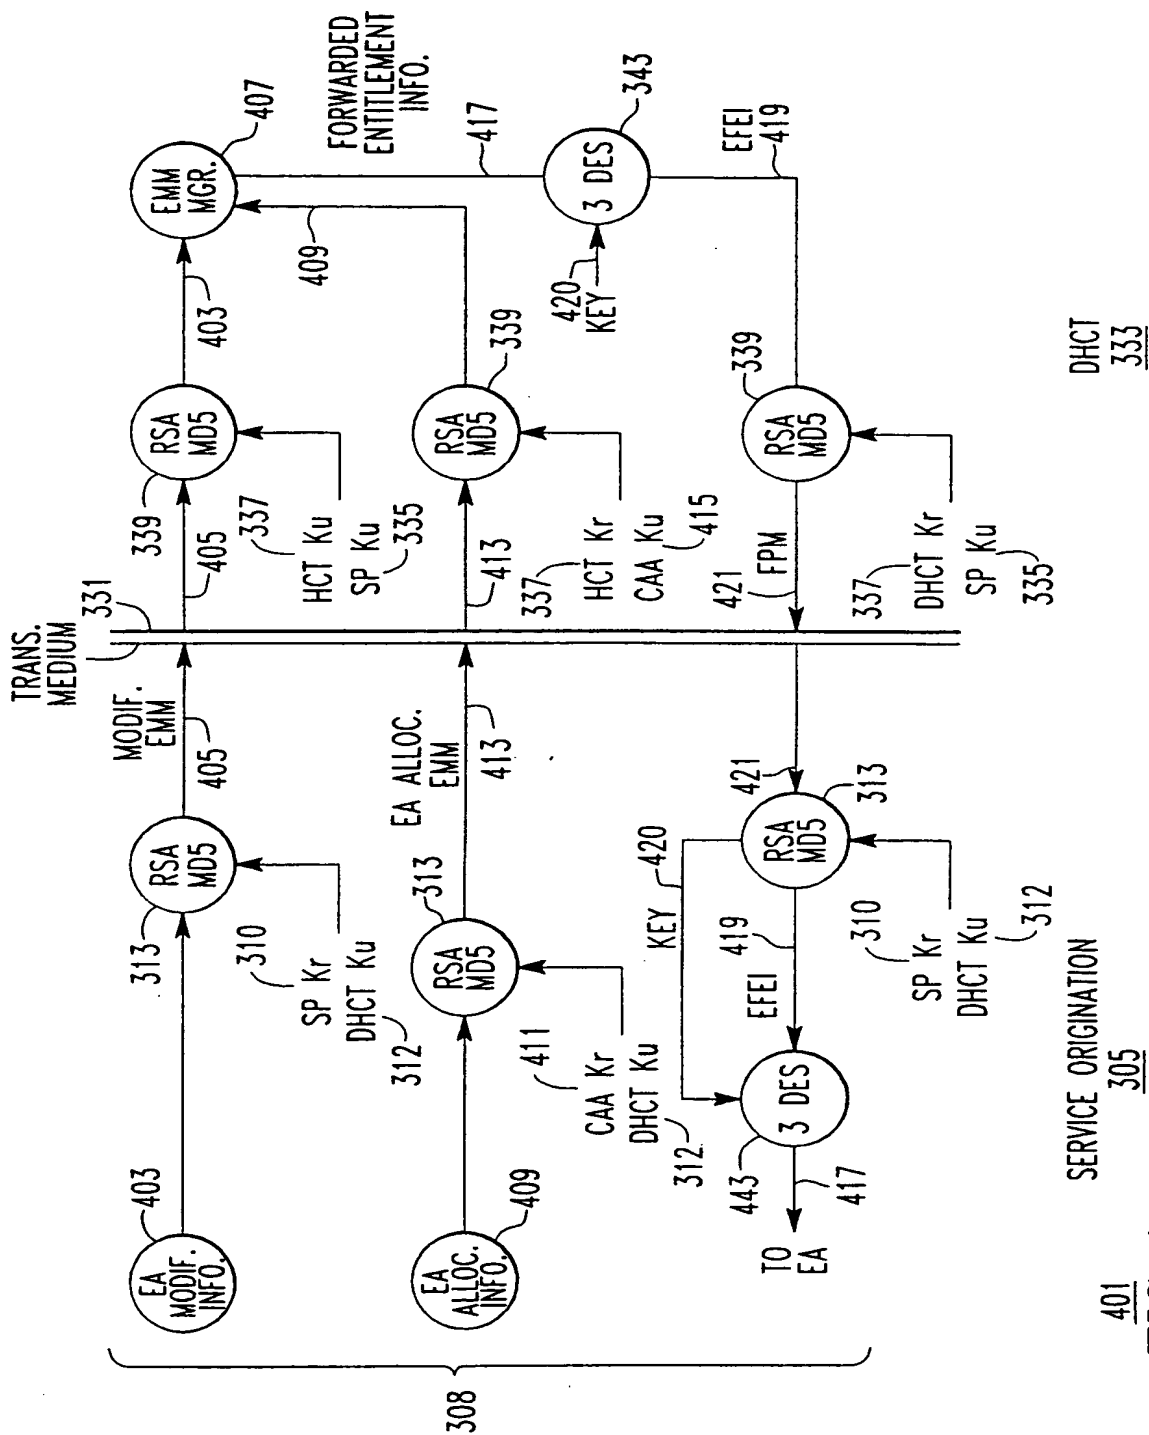 TRANS.
MEDIUM
331
MODIF.
EMM
405
405
339
RSA
MD5
403
EMM
MGR.
407
FORWARDED
ENTITLEMENT
INFO.
403
EA
MODIF.
INFO.
313
RSA
MD5
310
SP Kr
DHCT Ku
312
337
HCT Ku
SP Ku
335
409
417
3 DES
343
420
KEY
EFEI
419
409
EA
ALLOC.
INFO.
RSA
MD5
313
EA ALLOC.
EMM
413
413
RSA
MD5
339
411
CAA Kr
DHCT Ku
312
337
HCT Kr
CAA Ku
415
308
TO
EA
417
443
3 DES
KEY
420
EFEI
419
RSA
MD5
313
421
421
FPM
RSA
MD5
339
310
SP Kr
DHCT Ku
312
337
DHCT Kr
SP Ku
335
SERVICE ORIGINATION
305
DHCT
333
401